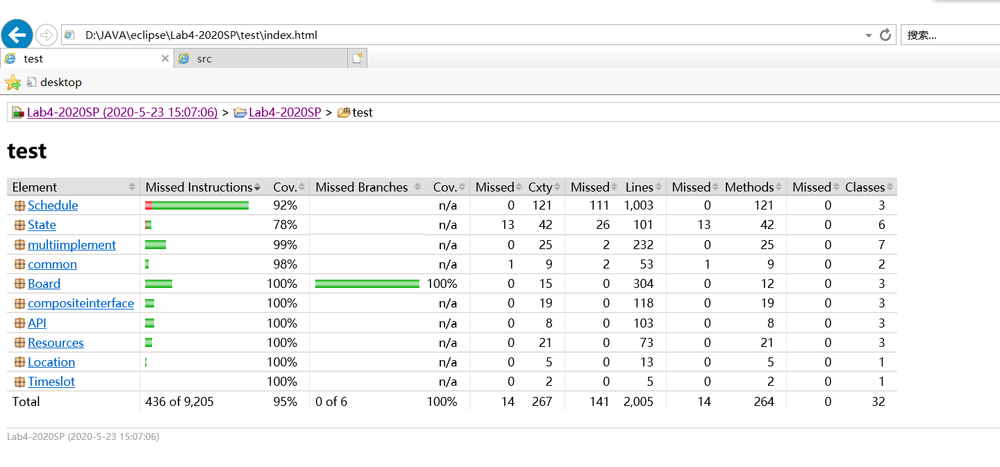 D:\JAVA\eclipse\Lab4-2020SP\test\index.html 搜索...
test src
desktop
Lab4-2020SP (2020-5-23 15:07:06) > Lab4-2020SP > test
test
Element Missed Instructions Cov. Missed Branches Cov. Missed Cxty Missed Lines Missed Methods Missed Classes
Schedule 92% n/a 0 121 111 1,003 0 121 0 3
State 78% n/a 13 42 26 101 13 42 0 6
multiimplement 99% n/a 0 25 2 232 0 25 0 7
common 98% n/a 1 9 2 53 1 9 0 2
Board 100% 100% 0 15 0 304 0 12 0 3
compositeinterface 100% n/a 0 19 0 118 0 19 0 3
API 100% n/a 0 8 0 103 0 8 0 3
Resources 100% n/a 0 21 0 73 0 21 0 3
Location 100% n/a 0 5 0 13 0 5 0 1
Timeslot 100% n/a 0 2 0 5 0 2 0 1
Total 436 of 9,205 95% 0 of 6 100% 14 267 141 2,005 14 264 0 32
Lab4-2020SP (2020-5-23 15:07:06)